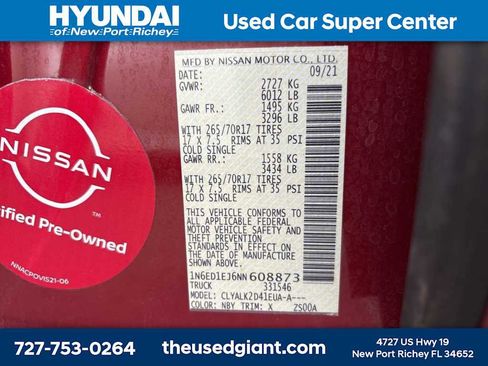 HYUNDAI
of New Port Richey
Used Car Super Center
MFD BY NISSAN MOTOR CO., LTD.
DATE: 09/21
GVWR: 2727 KG
6012 LB
GAWR FR.: 1495 KG
3296 LB
WITH 265/70R17 TIRES
17 X 7.5 RIMS AT 35 PSI
COLD SINGLE
GAWR RR.: 1558 KG
3434 LB
WITH 265/70R17 TIRES
17 X 7.5 RIMS AT 35 PSI
COLD SINGLE
THIS VEHICLE CONFORMS TO
ALL APPLICABLE FEDERAL
MOTOR VEHICLE SAFETY
STANDARDS IN EFFECT ON
THE DATE OF MANUFACTURE
SHOWN ABOVE.
1N6ED1EJ6NN608873
TRUCK 331546
MODEL: CLYALK2D41EUA-A---
COLOR: NBY TRIM: X 2S00A
NISSAN
Certified Pre-Owned
NNACPOVIS21-06
727-753-0264
theusedgiant.com
4727 US Hwy 19
New Port Richey FL 34652